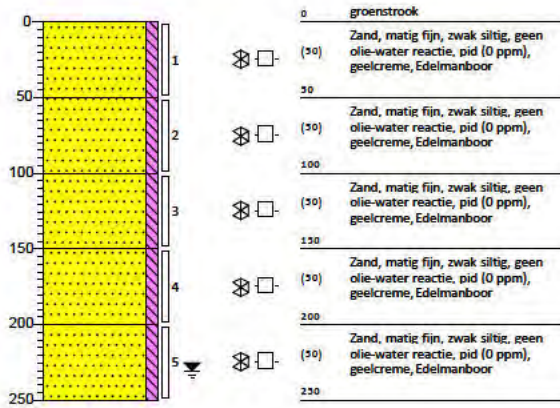 0
50
100
150
200
250
1
2
3
4
5
0 groenstrook
(50) Zand, matig fijn, zwak siltig, geen
olie-water reactie, pid (0 ppm),
geelcreme, Edelmanboor
50
(50) Zand, matig fijn, zwak siltig, geen
olie-water reactie, pid (0 ppm),
geelcreme, Edelmanboor
100
(50) Zand, matig fijn, zwak siltig, geen
olie-water reactie, pid (0 ppm),
geelcreme, Edelmanboor
150
(50) Zand, matig fijn, zwak siltig, geen
olie-water reactie, pid (0 ppm),
geelcreme, Edelmanboor
200
(50) Zand, matig fijn, zwak siltig, geen
olie-water reactie, pid (0 ppm),
geelcreme, Edelmanboor
250